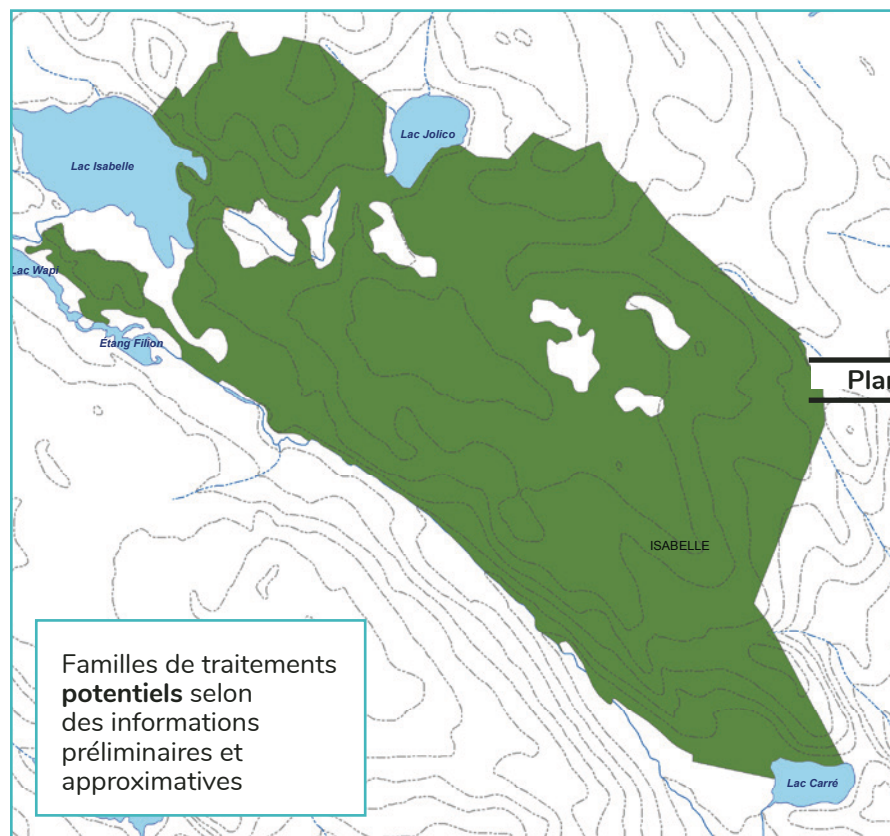 Lac Jolico
Lac Isabelle
Lac Wapi
Étang Filion
Plan
ISABELLE
Familles de traitements
potentiels selon
des informations
préliminaires et
approximatives
Lac Carré